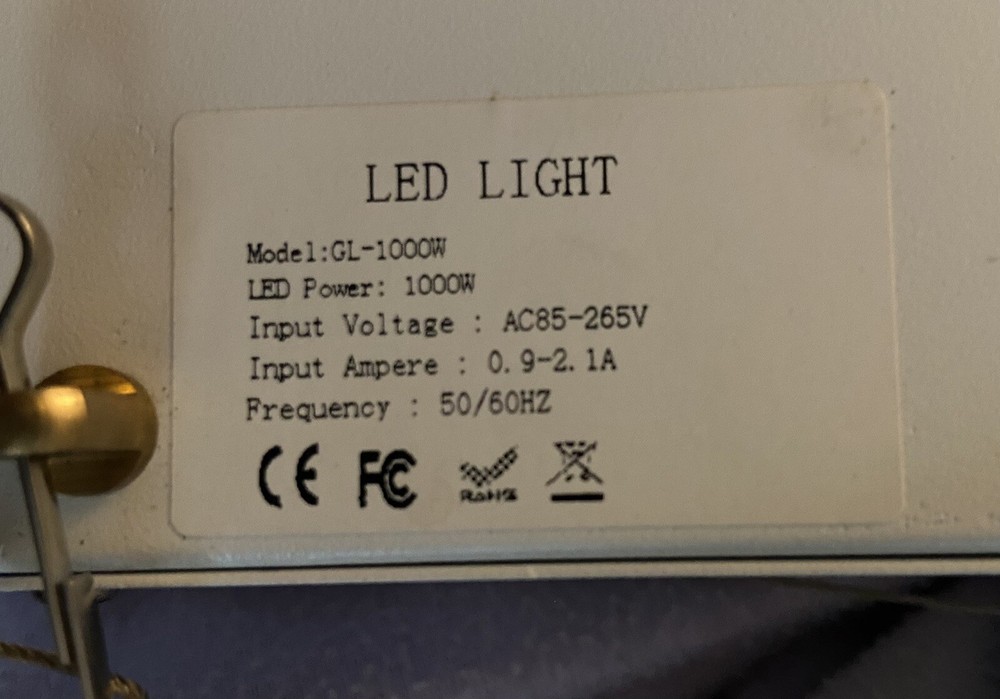 LED LIGHT
Model:GL-1000W
LED Power: 1000W
Input Voltage : AC85-265V
Input Ampere : 0.9-2.1A
Frequency : 50/60HZ
CE FC RoHS